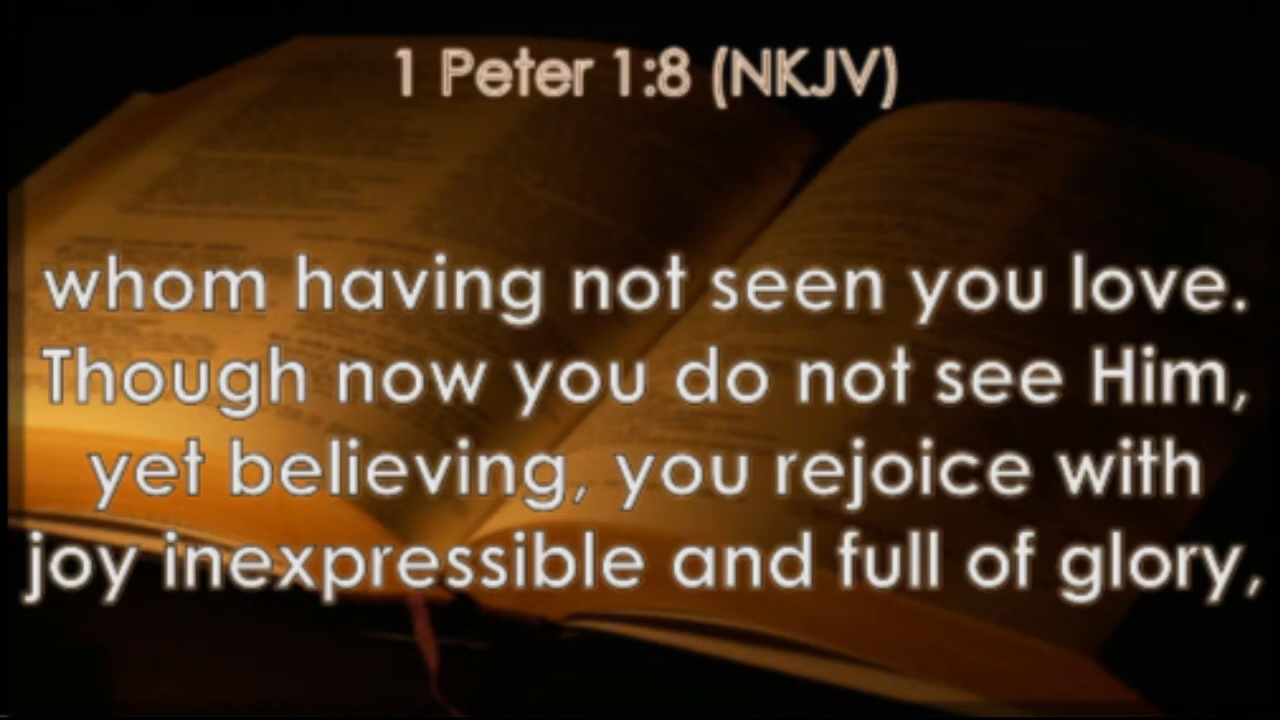 1 Peter 1:8 (NKJV)
whom having not seen you love.
Though now you do not see Him,
yet believing, you rejoice with
joy inexpressible and full of glory,